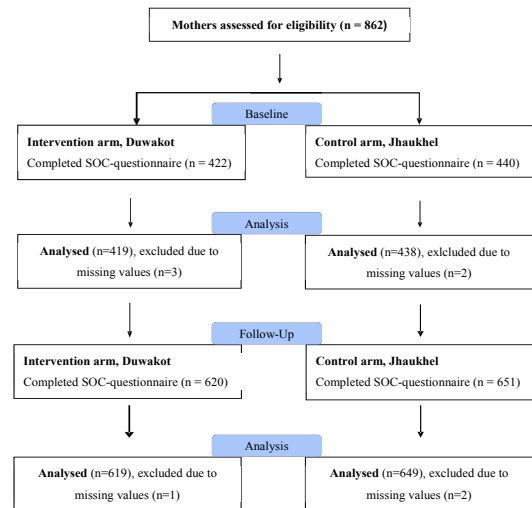 Mothers assessed for eligibility (n = 862)
Baseline
Intervention arm, Duwakot
Completed SOC-questionnaire (n = 422)
Control arm, Jhaukhel
Completed SOC-questionnaire (n = 440)
Analysis
Analysed (n=419), excluded due to
missing values (n=3)
Analysed (n=438), exlcluded due to
missing values (n=2)
Follow-Up
Intervention arm, Duwakot
Completed SOC-questionnaire (n = 620)
Control arm, Jhaukhel
Completed SOC-questionnaire (n = 651)
Analysis
Analysed (n=619), excluded due to
missing values (n=1)
Analysed (n=649), excluded due to
missing values (n=2)